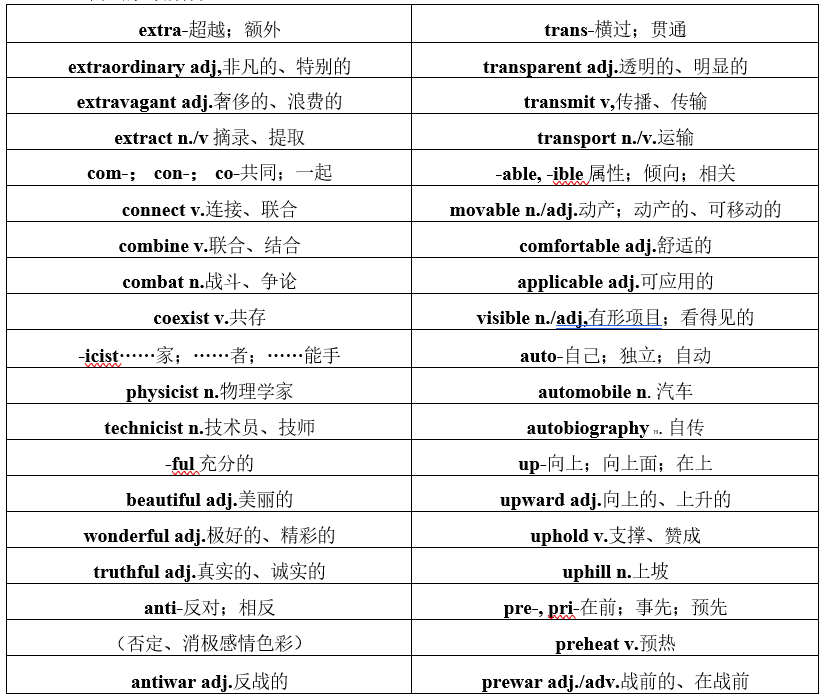 extra-超越；额外 trans-横过；贯通
extraordinary adj,非凡的、特别的 transparent adj.透明的、明显的
extravagant adj.奢侈的、浪费的 transmit v,传播、传输
extract n./v 摘录、提取 transport n./v.运输
com-； con-； co-共同；一起 -able, -ible 属性；倾向；相关
connect v.连接、联合 movable n./adj.动产；动产的、可移动的
combine v.联合、结合 comfortable adj.舒适的
combat n.战斗、争论 applicable adj.可应用的
coexist v.共存 visible n./adj,有形项目；看得见的
-icist……家；……者；……能手 auto-自己；独立；自动
physicist n.物理学家 automobile n. 汽车
technicist n.技术员、技师 autobiography n. 自传
-ful 充分的 up-向上；向上面；在上
beautiful adj.美丽的 upward adj.向上的、上升的
wonderful adj.极好的、精彩的 uphold v.支撑、赞成
truthful adj.真实的、诚实的 uphill n.上坡
anti-反对；相反 pre-, pri-在前；事先；预先
（否定、消极感情色彩） preheat v.预热
antiwar adj.反战的 prewar adj./adv.战前的、在战前